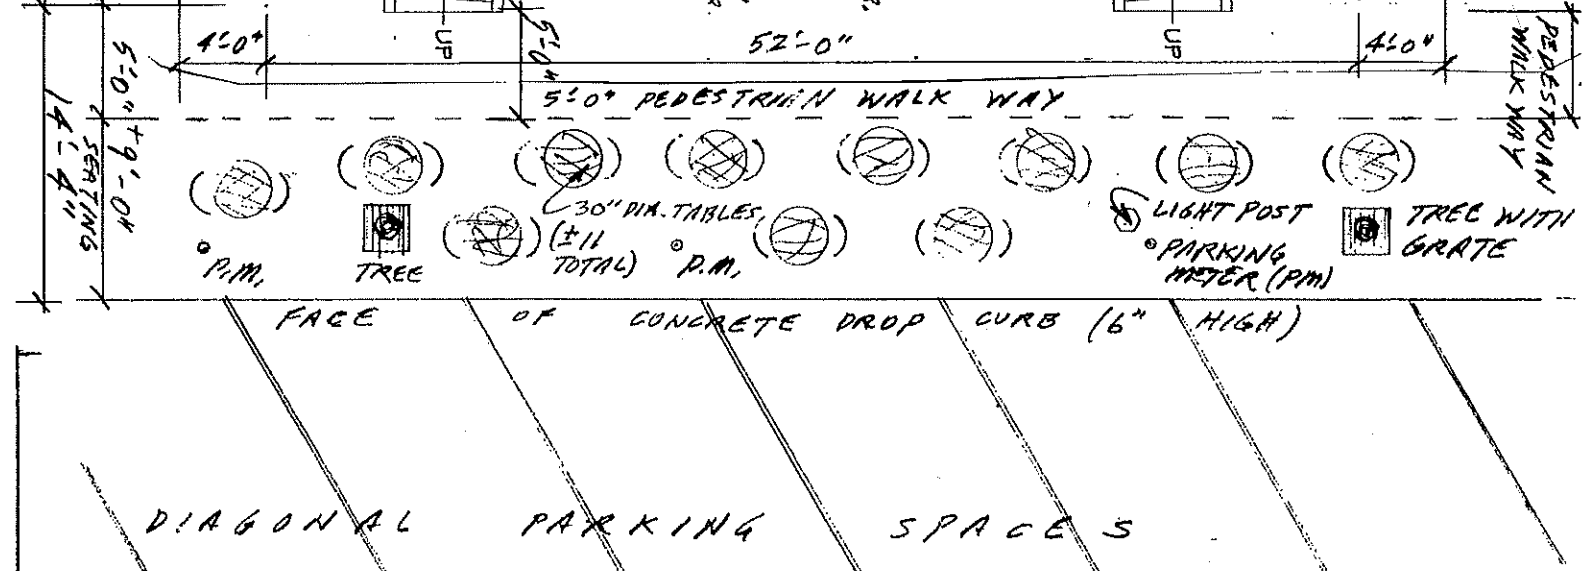 4'-0"
UP
5'-0"
52'-0"
UP
4'-0"
PEDESTRIAN
WALK WAY
5'-0" + 9'-0"
SEATING
14'-4"
5'-0" PEDESTRIAN WALK WAY
30" DIA. TABLES,
(±11
TOTAL)
P.M,
TREE
P.M,
LIGHT POST
PARKING
METER (PM)
TREE WITH
GRATE
FACE OF CONCRETE DROP CURB (6" HIGH)
DIAGONAL PARKING SPACES